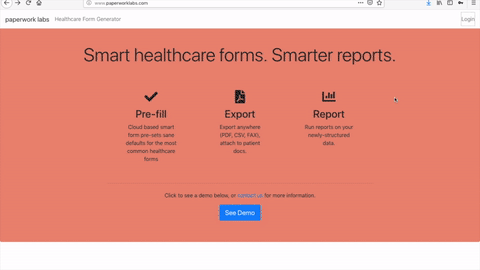 www.paperworklabs.com
paperwork labs
Healthcare Form Generator
Login
Smart healthcare forms. Smarter reports.
Pre-fill
Cloud based smart
form pre-sets sane
defaults for the most
common healthcare
forms
Export
Export anywhere
(PDF, CSV, FAX),
attach to patient
docs.
Report
Run reports on your
newly-structured
data.
Click to see a demo below, or contact us for more information.
See Demo